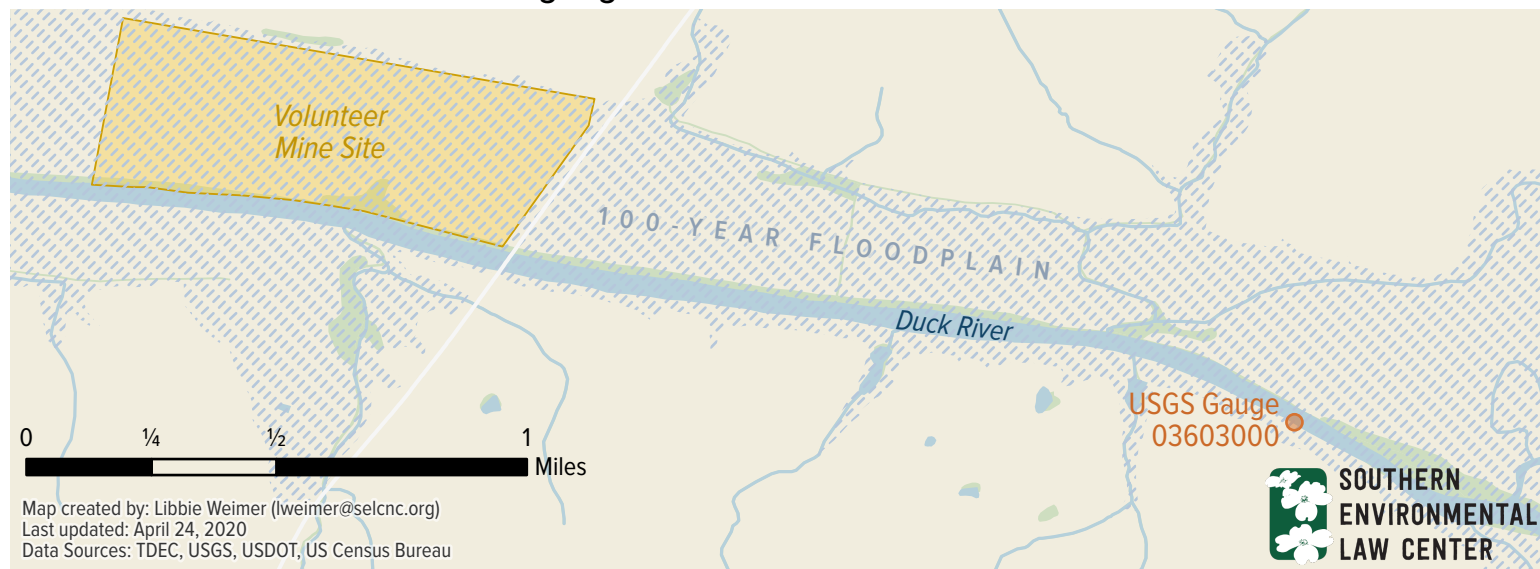 Volunteer
Mine Site
100-YEAR FLOODPLAIN
Duck River
USGS Gauge
03603000
0 ¼ ½ 1
Miles
Map created by: Libbie Weimer (lweimer@selcnc.org)
Last updated: April 24, 2020
Data Sources: TDEC, USGS, USDOT, US Census Bureau
SOUTHERN
ENVIRONMENTAL
LAW CENTER